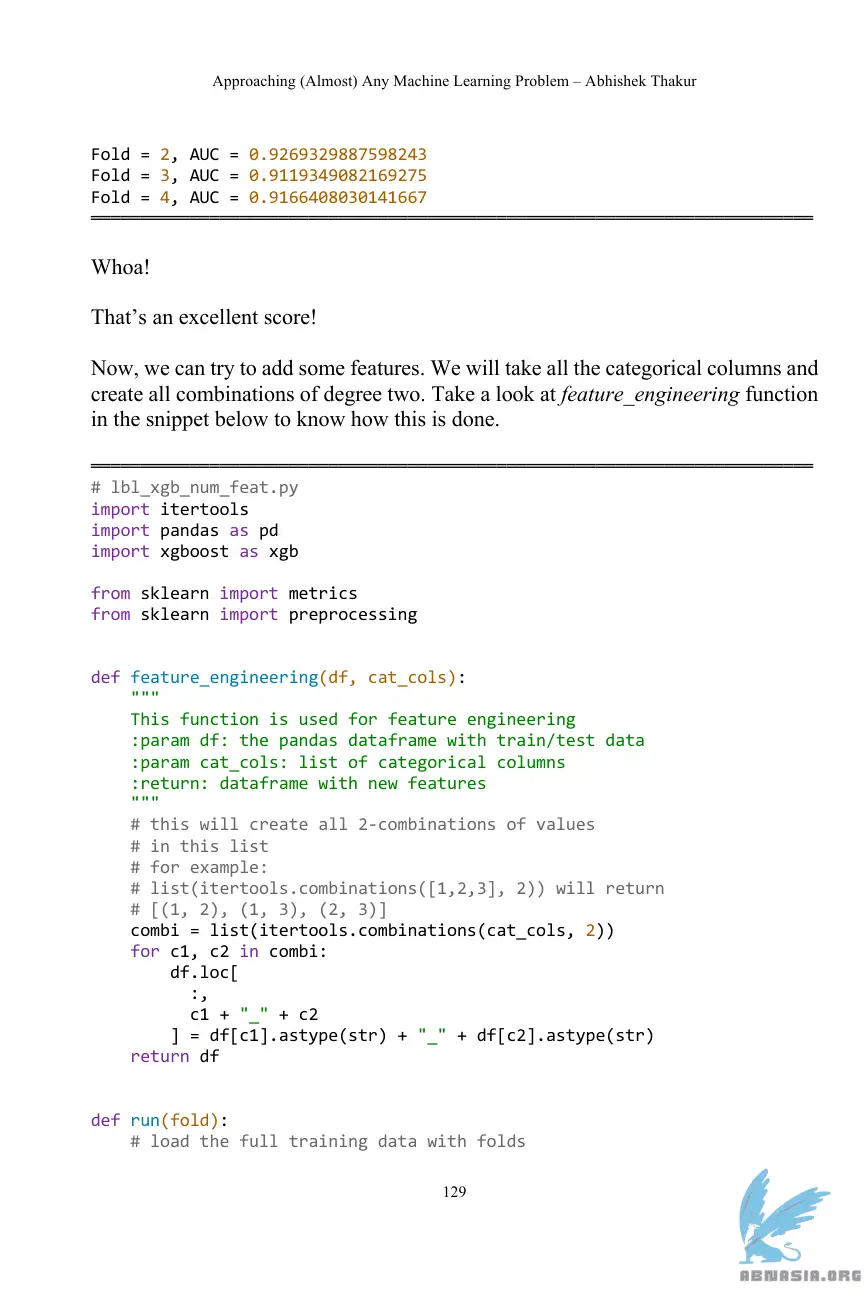 Approaching (Almost) Any Machine Learning Problem – Abhishek Thakur
Fold = 2, AUC = 0.9269329887598243
Fold = 3, AUC = 0.9119349082169275
Fold = 4, AUC = 0.9166408030141667
Whoa!
That’s an excellent score!
Now, we can try to add some features. We will take all the categorical columns and
create all combinations of degree two. Take a look at feature_engineering function
in the snippet below to know how this is done.
# lbl_xgb_num_feat.py
import itertools
import pandas as pd
import xgboost as xgb
from sklearn import metrics
from sklearn import preprocessing
def feature_engineering(df, cat_cols):
    """
    This function is used for feature engineering
    :param df: the pandas dataframe with train/test data
    :param cat_cols: list of categorical columns
    :return: dataframe with new features
    """
    # this will create all 2-combinations of values
    # in this list
    # for example:
    # list(itertools.combinations([1,2,3], 2)) will return
    # [(1, 2), (1, 3), (2, 3)]
    combi = list(itertools.combinations(cat_cols, 2))
    for c1, c2 in combi:
        df.loc[
          :,
          c1 + "_" + c2
        ] = df[c1].astype(str) + "_" + df[c2].astype(str)
    return df
def run(fold):
    # load the full training data with folds
129
ABNASIA.ORG